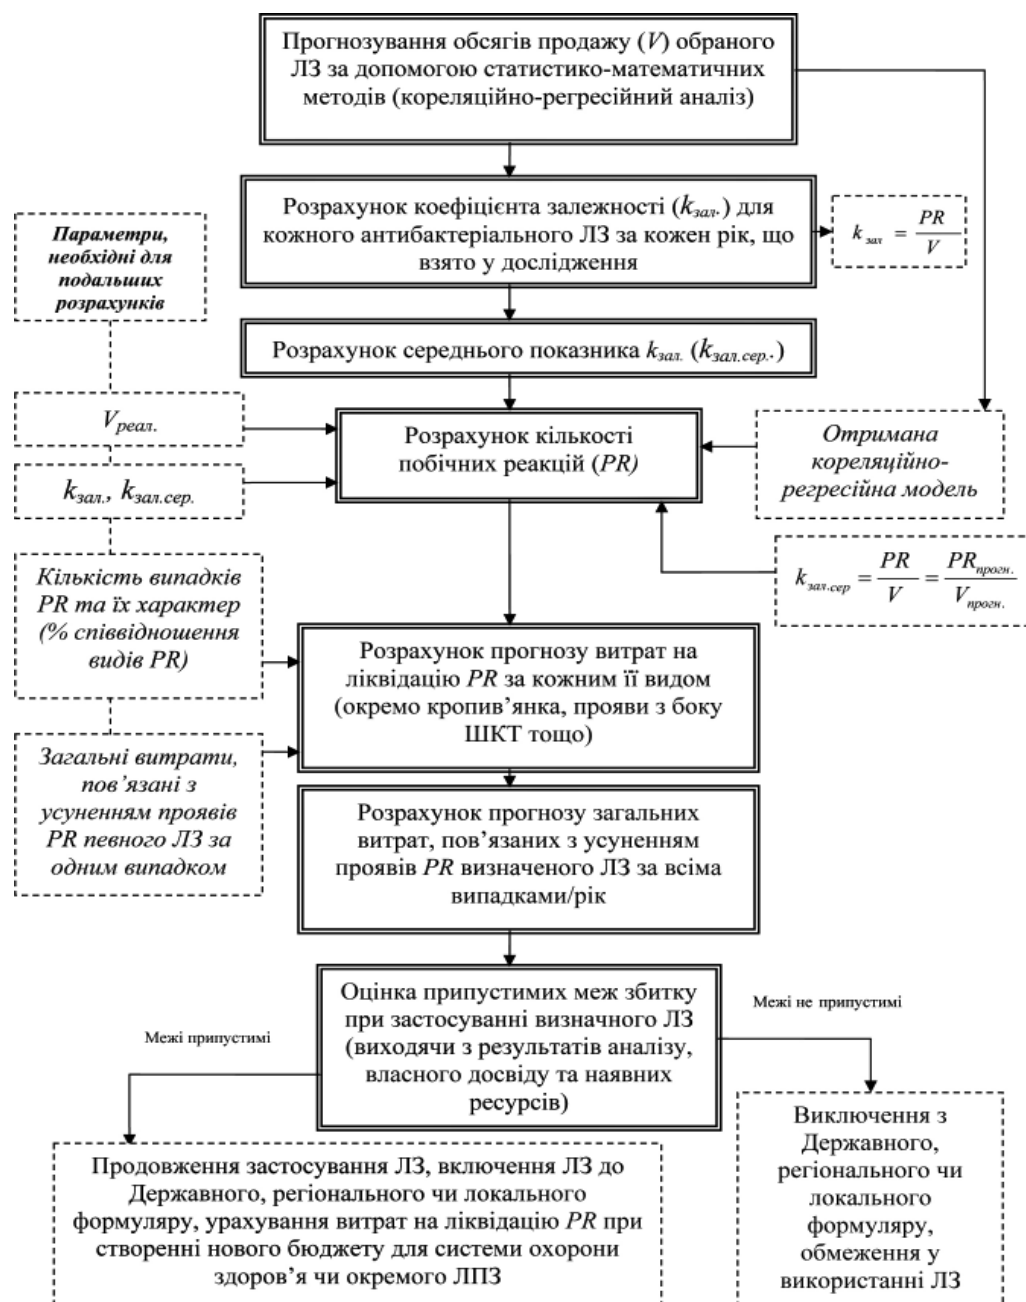 Прогнозування обсягів продажу (V) обраного
ЛЗ за допомогою статистико-математичних
методів (кореляційно-регресійний аналіз)
Розрахунок коефіцієнта залежності (kзал.) для
кожного антибактеріального ЛЗ за кожен рік, що
взято у дослідження
k зал = PR / V
Параметри,
необхідні для
подальших
розрахунків
Розрахунок середнього показника kзал. (kзал.сер.)
Vреал.
Розрахунок кількості
побічних реакцій (PR)
Отримана
кореляційно-
регресійна модель
kзал., kзал.сер.
k зал.сер = PR / V = PRпрогн. / Vпрогн.
Кількість випадків
PR та їх характер
(% співвідношення
видів PR)
Розрахунок прогнозу витрат на
ліквідацію PR за кожним її видом
(окремо кропив'янка, прояви з боку
ШКТ тощо)
Загальні витрати,
пов'язані з
усуненням проявів
PR певного ЛЗ за
одним випадком
Розрахунок прогнозу загальних
витрат, пов'язаних з усуненням
проявів PR визначеного ЛЗ за всіма
випадками/рік
Оцінка припустимих меж збитку
при застосуванні визначного ЛЗ
(виходячи з результатів аналізу,
власного досвіду та наявних
ресурсів)
Межі припустимі
Межі не припустимі
Продовження застосування ЛЗ, включення ЛЗ до
Державного, регіонального чи локального
формуляру, урахування витрат на ліквідацію PR при
створенні нового бюджету для системи охорони
здоров'я чи окремого ЛПЗ
Виключення з
Державного,
регіонального чи
локального
формуляру,
обмеження у
використанні ЛЗ